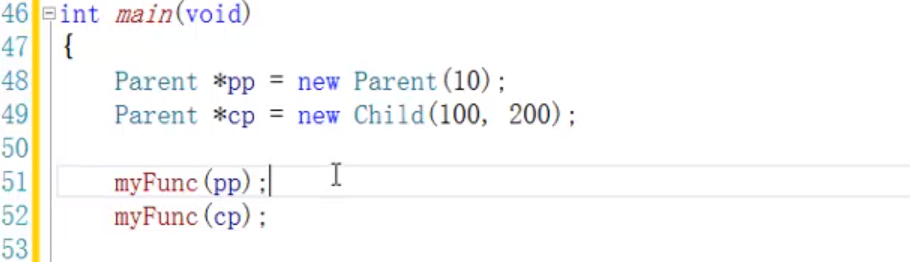 46 int main(void)
47 {
48 Parent *pp = new Parent(10);
49 Parent *cp = new Child(100, 200);
50
51 myFunc(pp);
52 myFunc(cp);
53